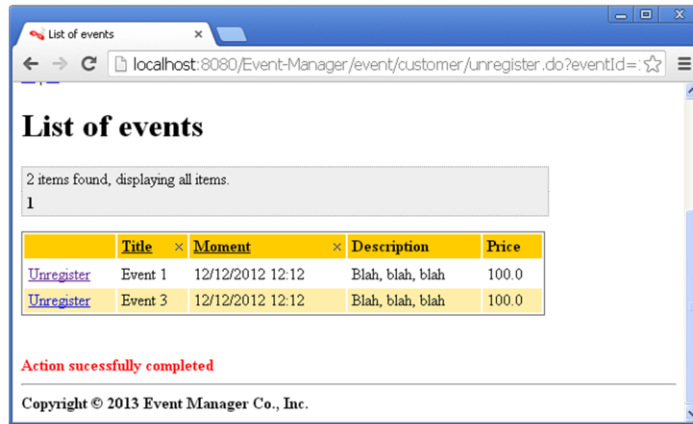 List of events
localhost:8080/Event-Manager/event/customer/unregister.do?eventId=
List of events
2 items found, displaying all items.
1
Title Moment Description Price
Unregister Event 1 12/12/2012 12:12 Blah, blah, blah 100.0
Unregister Event 3 12/12/2012 12:12 Blah, blah, blah 100.0
Action sucessfully completed
Copyright © 2013 Event Manager Co., Inc.